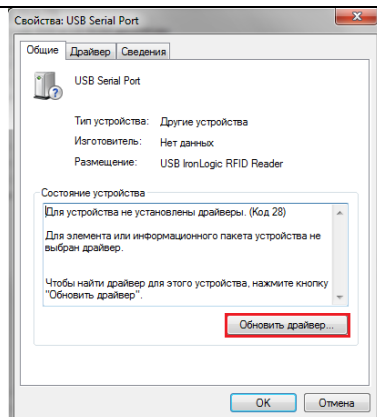 Свойства: USB Serial Port
Общие Драйвер Сведения
USB Serial Port
Тип устройства: Другие устройства
Изготовитель: Нет данных
Размещение: USB IronLogic RFID Reader
Состояние устройства
Для устройства не установлены драйверы. (Код 28)
Для элемента или информационного пакета устройства не
выбран драйвер.
Чтобы найти драйвер для этого устройства, нажмите кнопку
"Обновить драйвер".
Обновить драйвер...
OK Отмена